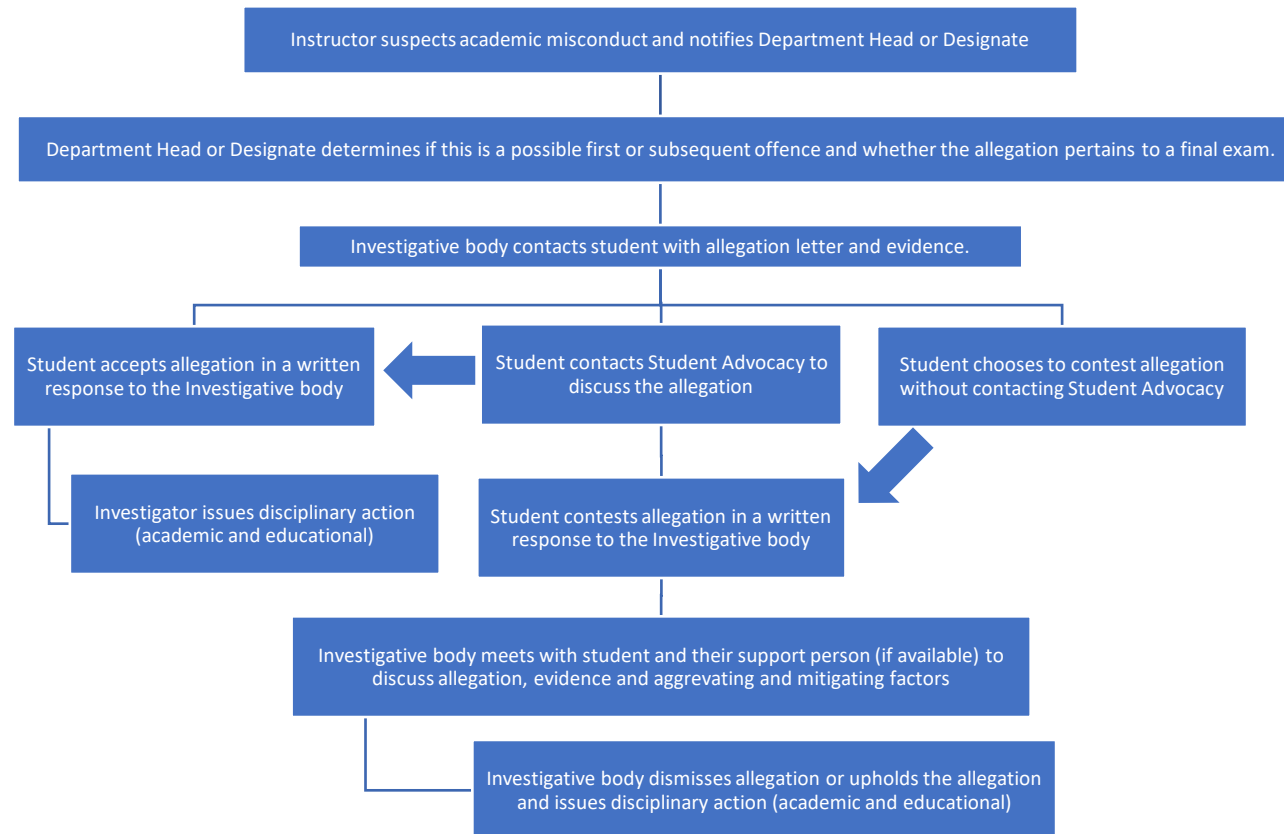 Instructor suspects academic misconduct and notifies Department Head or Designate
Department Head or Designate determines if this is a possible first or subsequent offence and whether the allegation pertains to a final exam.
Investigative body contacts student with allegation letter and evidence.
Student accepts allegation in a written
response to the Investigative body
Student contacts Student Advocacy to
discuss the allegation
Student chooses to contest allegation
without contacting Student Advocacy
Investigator issues disciplinary action
(academic and educational)
Student contests allegation in a written
response to the Investigative body
Investigative body meets with student and their support person (if available) to
discuss allegation, evidence and aggrevating and mitigating factors
Investigative body dismisses allegation or upholds the allegation
and issues disciplinary action (academic and educational)